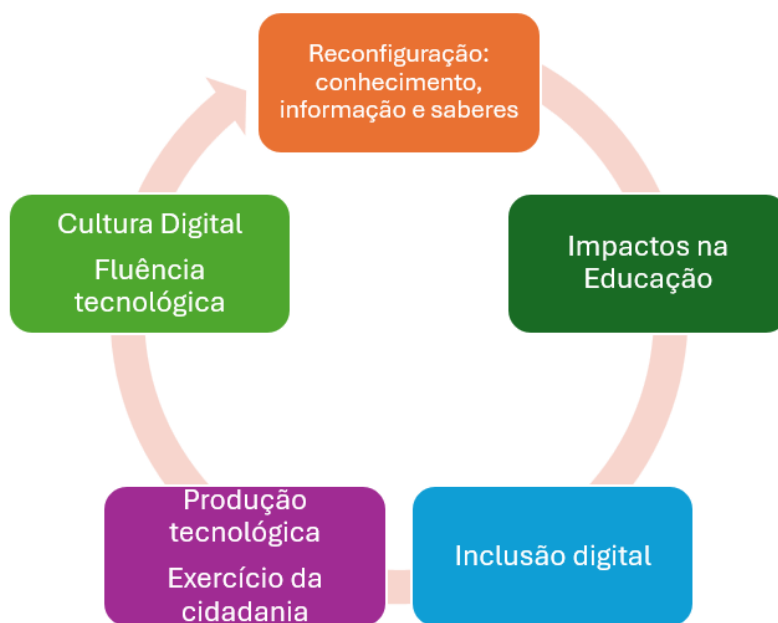 Reconfiguração:
conhecimento,
informação e saberes
Impactos na
Educação
Inclusão digital
Produção
tecnológica
Exercício da
cidadania
Cultura Digital
Fluência
tecnológica